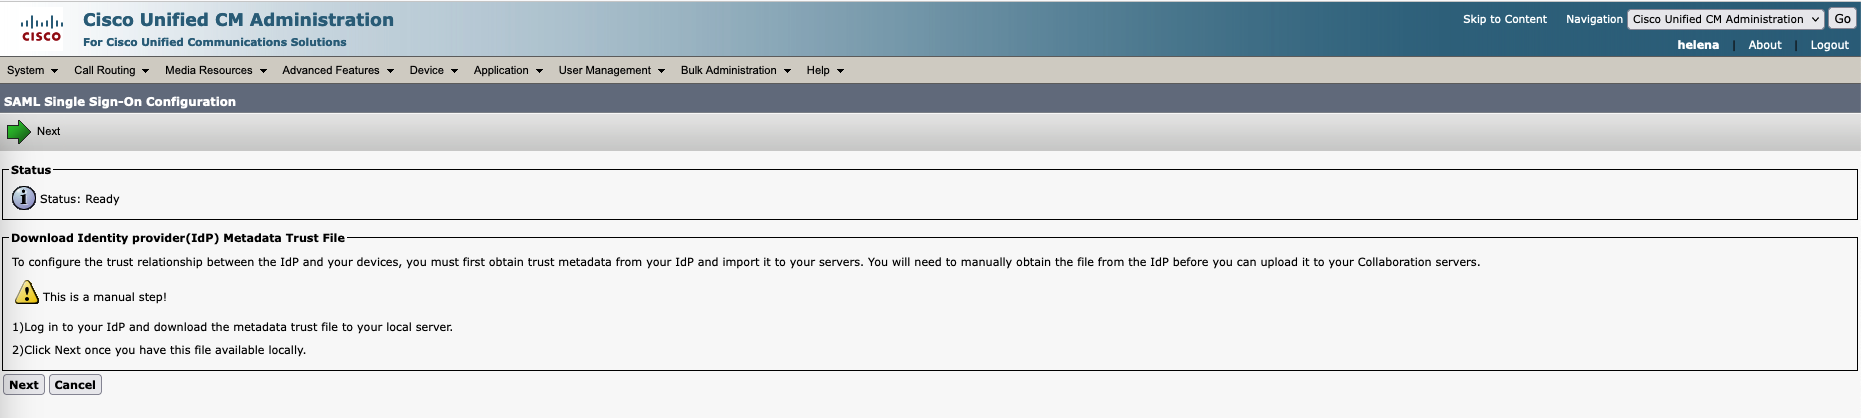 CISCO
Cisco Unified CM Administration
For Cisco Unified Communications Solutions
Skip to Content Navigation Cisco Unified CM Administration Go
helena | About | Logout
System Call Routing Media Resources Advanced Features Device Application User Management Bulk Administration Help
SAML Single Sign-On Configuration
Next
Status
Status: Ready
Download Identity provider(IdP) Metadata Trust File
To configure the trust relationship between the IdP and your devices, you must first obtain trust metadata from your IdP and import it to your servers. You will need to manually obtain the file from the IdP before you can upload it to your Collaboration servers.
This is a manual step!
1)Log in to your IdP and download the metadata trust file to your local server.
2)Click Next once you have this file available locally.
Next Cancel